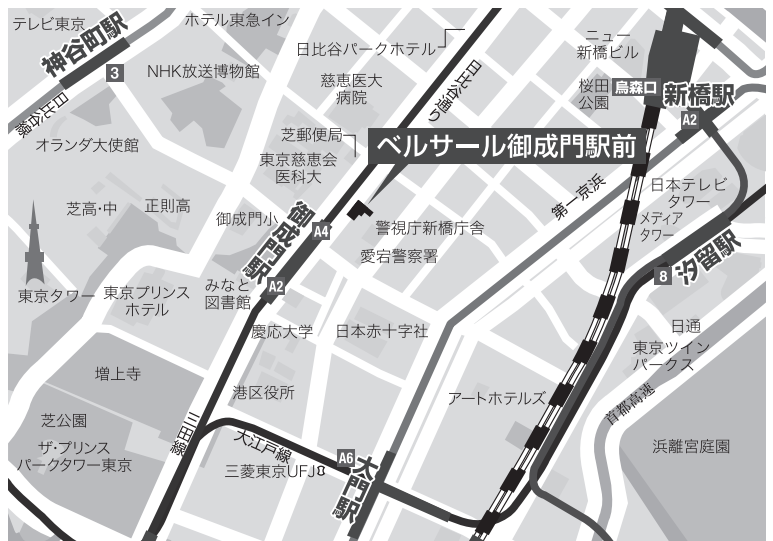 テレビ東京
ホテル東急イン
神谷町駅
3
NHK放送博物館
日比谷パークホテル
日比谷通り
ニュー
新橋ビル
慈恵医大
病院
桜田
公園
烏森口
新橋駅
A2
日比谷線
オランダ大使館
芝郵便局
東京慈恵会
医科大
ベルサール御成門駅前
第一京浜
日本テレビ
タワー
メディア
タワー
芝高・中
正則高
御成門小
御成門駅
A4
警視庁新橋庁舎
愛宕警察署
汐留駅
8
東京タワー
東京プリンス
ホテル
みなと
図書館
A2
慶応大学
日本赤十字社
日通
東京ツイン
パークス
増上寺
港区役所
アートホテルズ
首都高速
芝公園
三田線
大江戸線
浜離宮庭園
ザ・プリンス
パークタワー東京
三菱東京UFJ
A6
大門駅